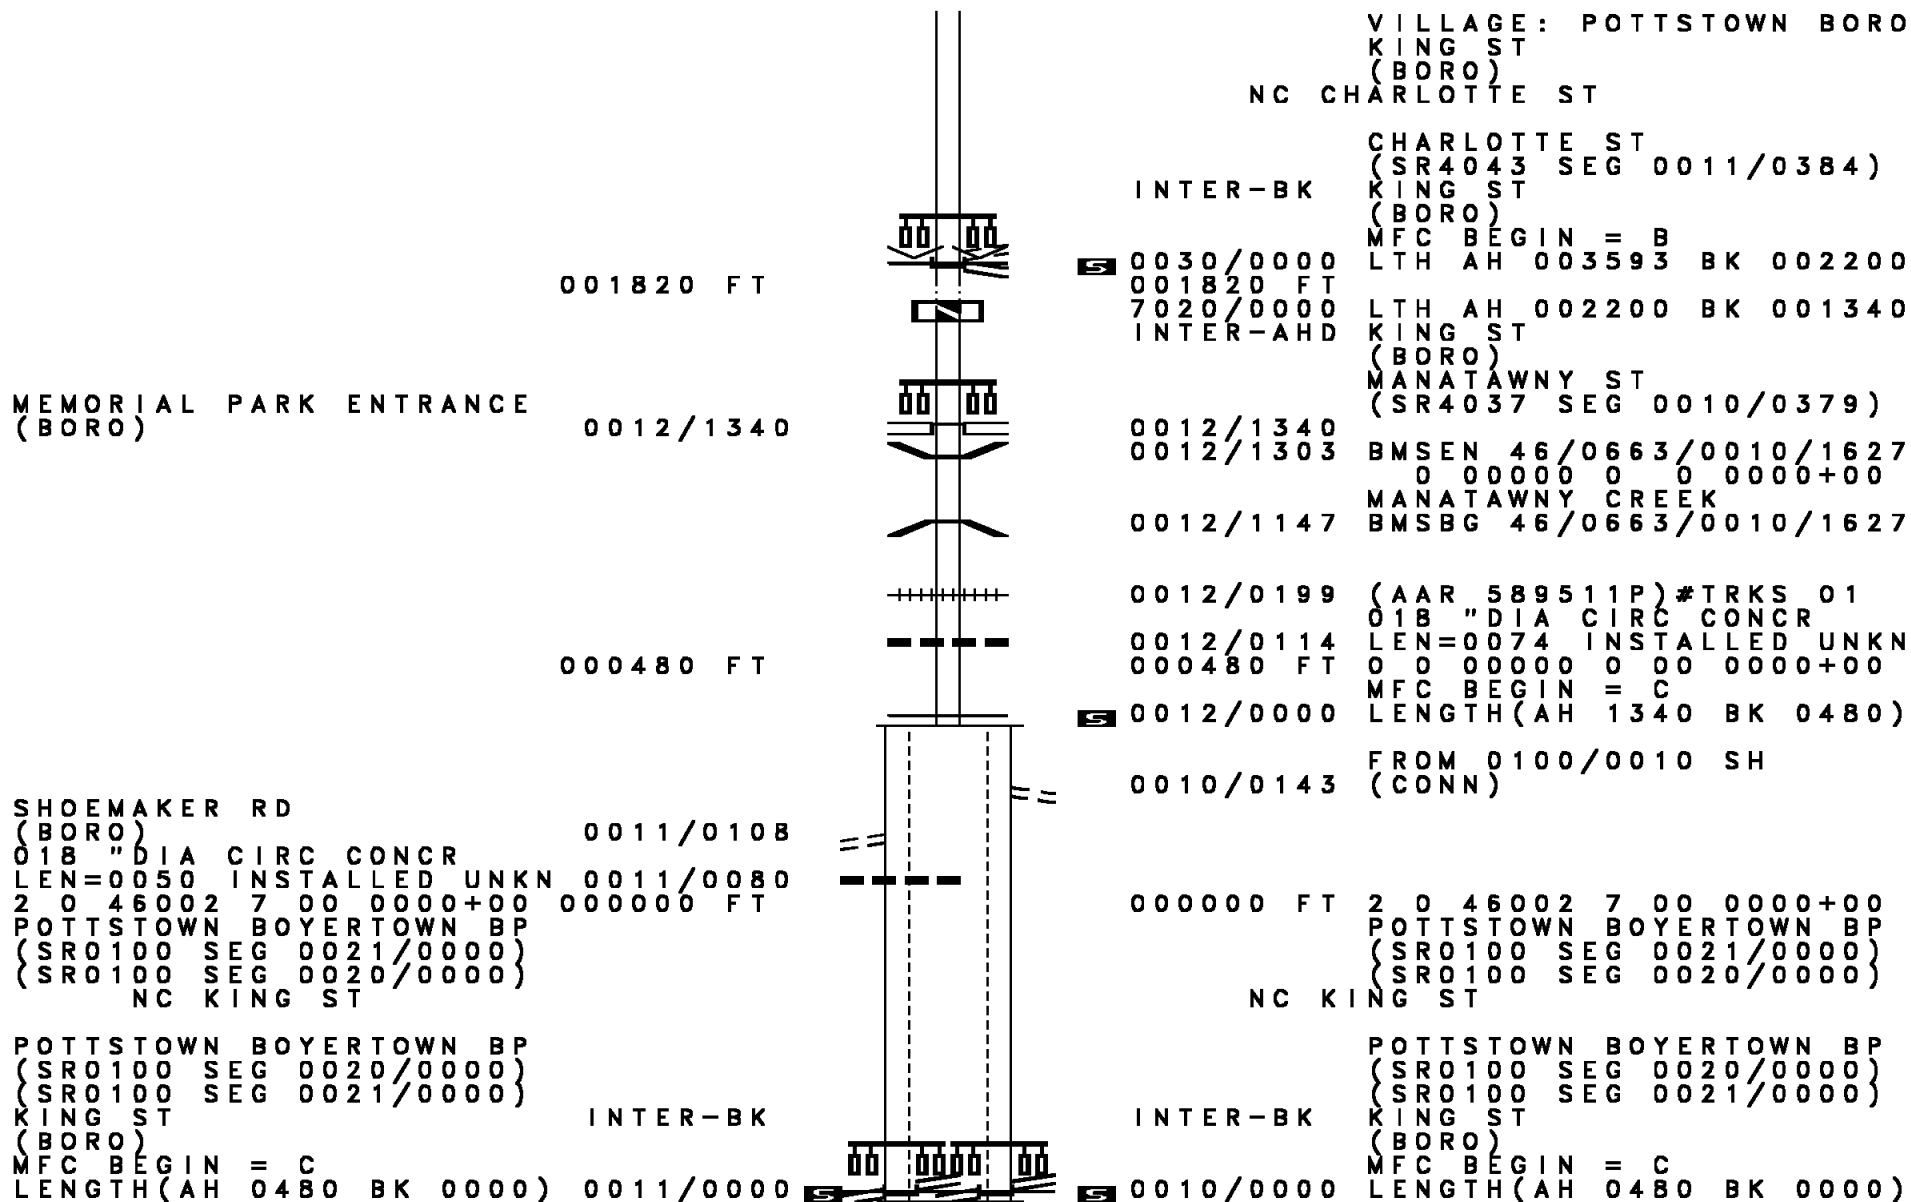 VILLAGE: POTTSTOWN BORO
KING ST
(BORO)
NC CHARLOTTE ST
CHARLOTTE ST
(SR4043 SEG 0011/0384)
INTER-BK KING ST
(BORO)
MFC BEGIN = B
S 0030/0000 LTH AH 003593 BK 002200
001820 FT 001820 FT
7020/0000 LTH AH 002200 BK 001340
INTER-AHD KING ST
(BORO)
MANATAWNY ST
MEMORIAL PARK ENTRANCE (SR4037 SEG 0010/0379)
(BORO) 0012/1340 0012/1340
0012/1303 BMSEN 46/0663/0010/1627
0 00000 0 0 0000+00
MANATAWNY CREEK
0012/1147 BMSBG 46/0663/0010/1627
0012/0199 (AAR 589511P)#TRKS 01
018 "DIA CIRC CONCR
0012/0114 LEN=0074 INSTALLED UNKN
000480 FT 000480 FT 0 0 00000 0 00 0000+00
MFC BEGIN = C
S 0012/0000 LENGTH(AH 1340 BK 0480)
FROM 0100/0010 SH
0010/0143 (CONN)
SHOEMAKER RD
(BORO) 0011/0108
018 "DIA CIRC CONCR
LEN=0050 INSTALLED UNKN 0011/0080
2 0 46002 7 00 0000+00 000000 FT 000000 FT 2 0 46002 7 00 0000+00
POTTSTOWN BOYERTOWN BP POTTSTOWN BOYERTOWN BP
(SR0100 SEG 0021/0000) (SR0100 SEG 0021/0000)
(SR0100 SEG 0020/0000) (SR0100 SEG 0020/0000)
NC KING ST NC KING ST
POTTSTOWN BOYERTOWN BP POTTSTOWN BOYERTOWN BP
(SR0100 SEG 0020/0000) (SR0100 SEG 0020/0000)
(SR0100 SEG 0021/0000) (SR0100 SEG 0021/0000)
KING ST INTER-BK INTER-BK KING ST
(BORO) (BORO)
MFC BEGIN = C MFC BEGIN = C
LENGTH(AH 0480 BK 0000) 0011/0000 S S 0010/0000 LENGTH(AH 0480 BK 0000)